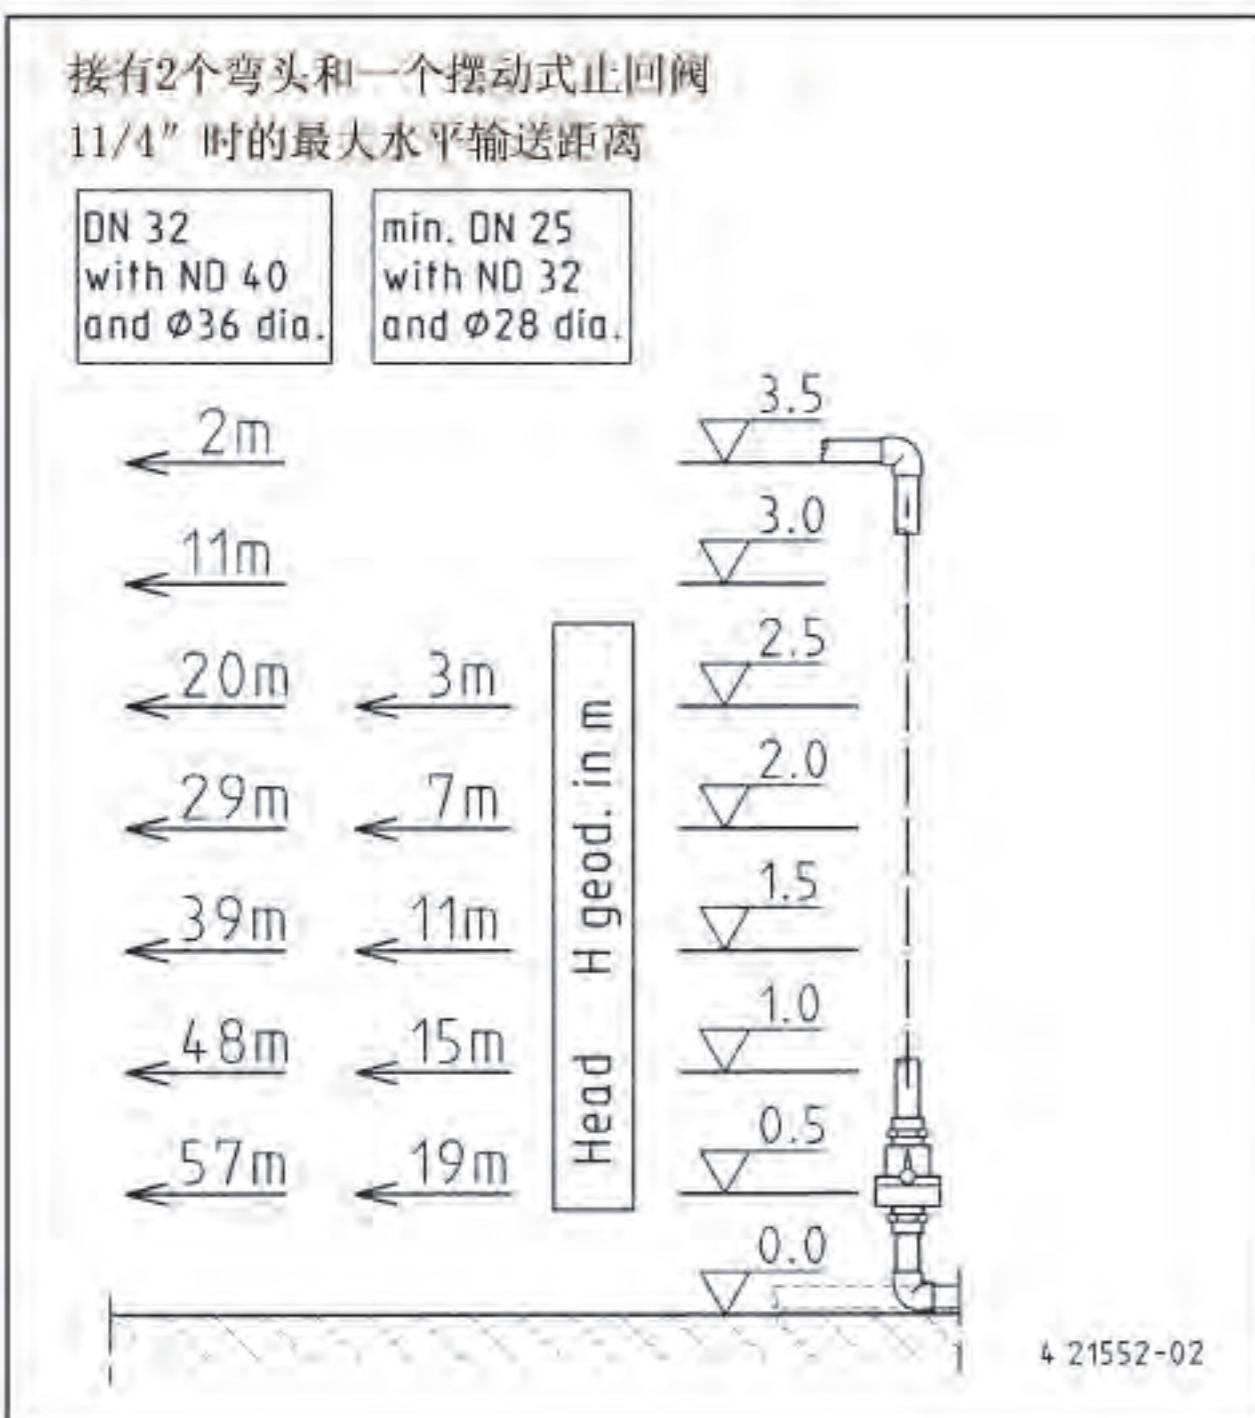 接有2个弯头和一个摆动式止回阀
11/4" 时的最大水平输送距离
DN 32
with ND 40
and Ø36 dia.
min. DN 25
with ND 32
and Ø28 dia.
2m
3.5
11m
3.0
20m
3m
2.5
29m
7m
2.0
39m
11m
1.5
48m
15m
1.0
57m
19m
0.5
Head H geod. in m
0.0
4 21552-02